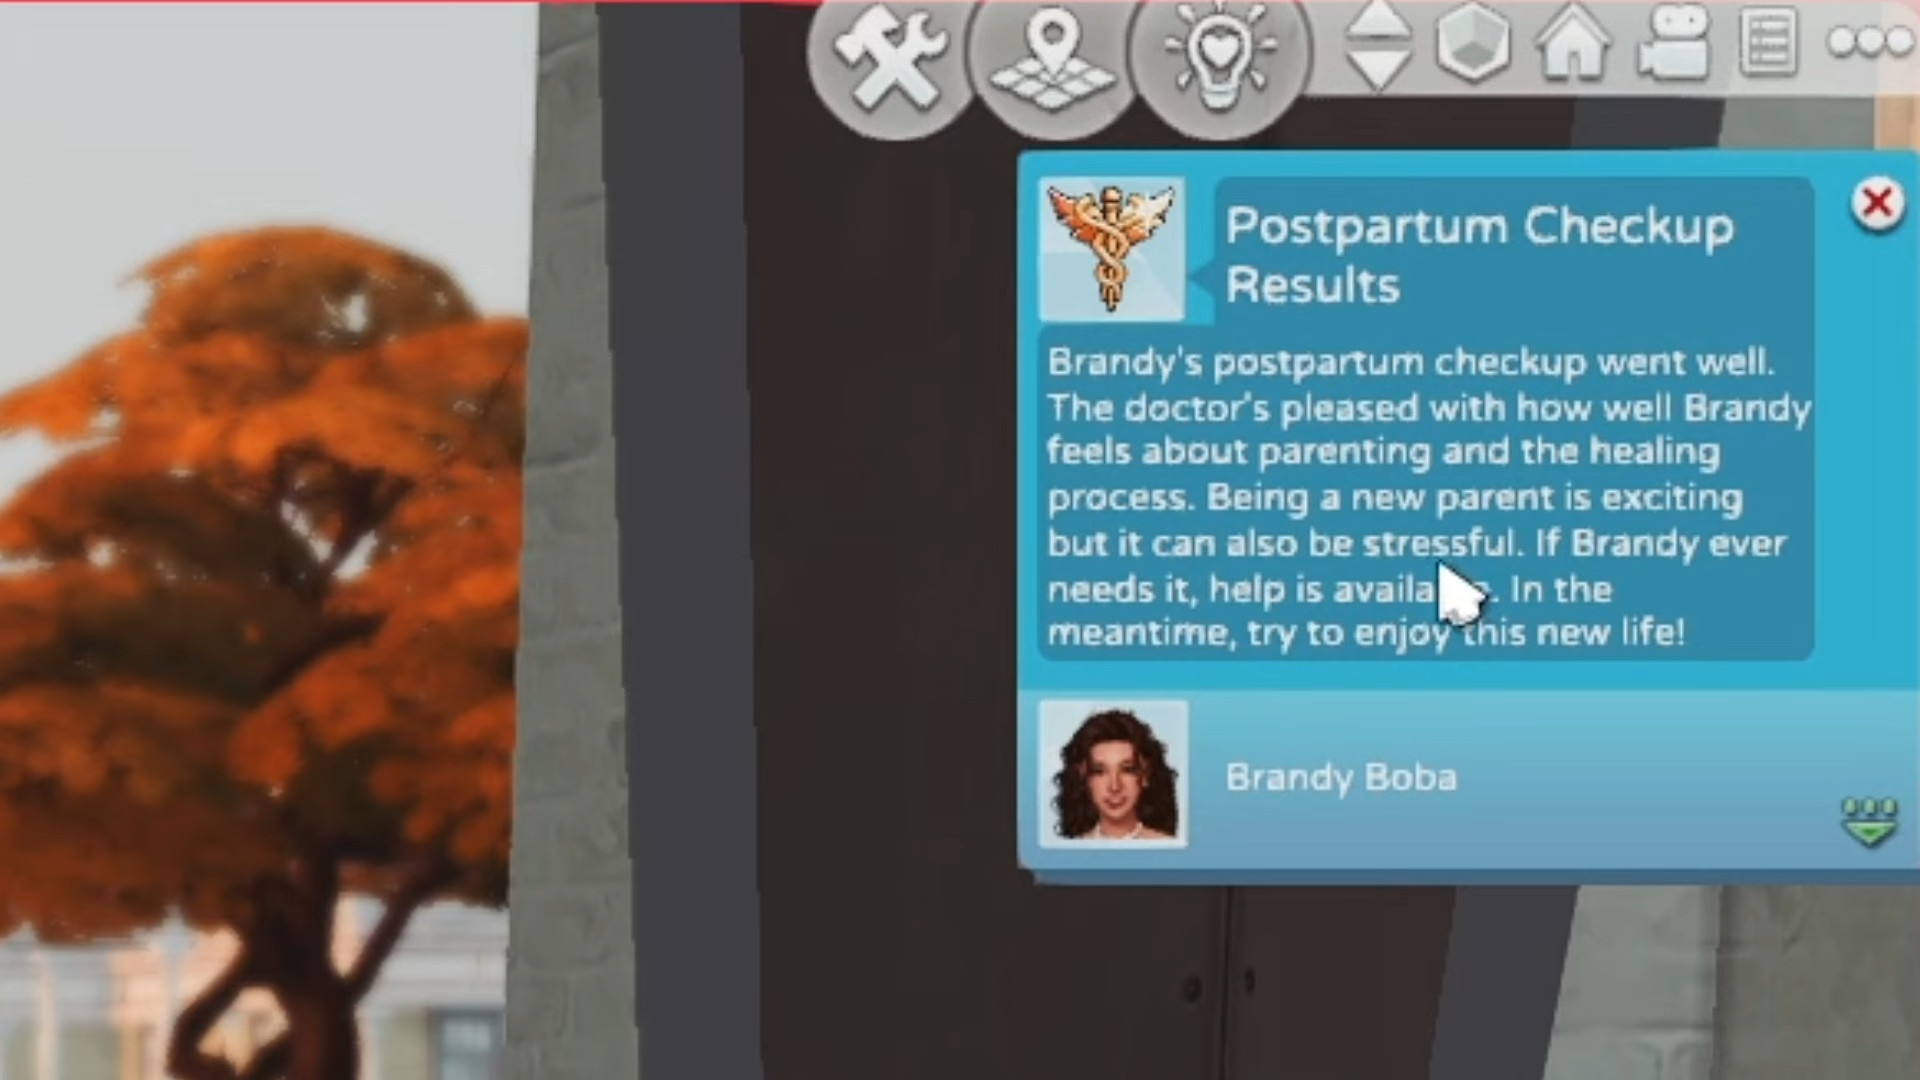 Postpartum Checkup
Results
Brandy's postpartum checkup went well.
The doctor's pleased with how well Brandy
feels about parenting and the healing
process. Being a new parent is exciting
but it can also be stressful. If Brandy ever
needs it, help is In the
meantime, try to enjoy this new life!
Brandy Boba